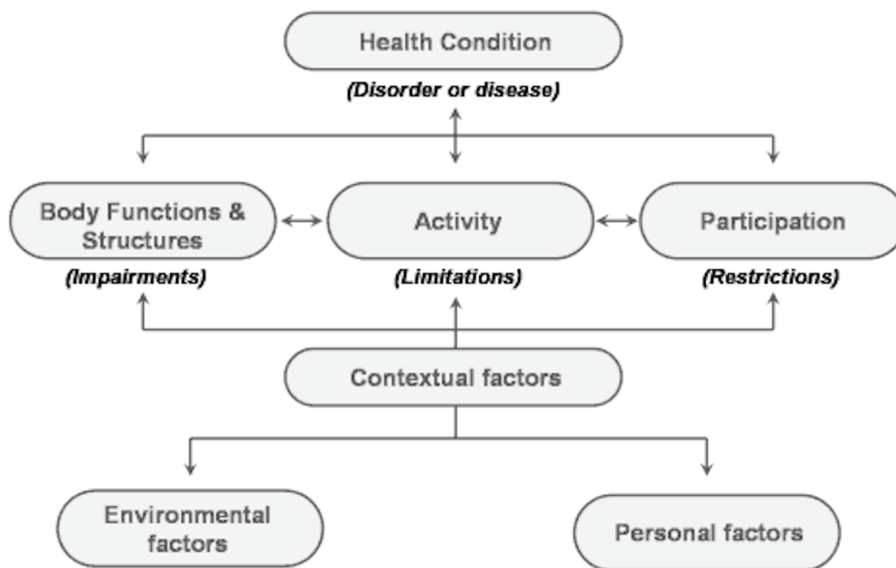 Health Condition
(Disorder or disease)
Body Functions &
Structures
Activity
Participation
(Impairments)
(Limitations)
(Restrictions)
Contextual factors
Environmental
factors
Personal factors